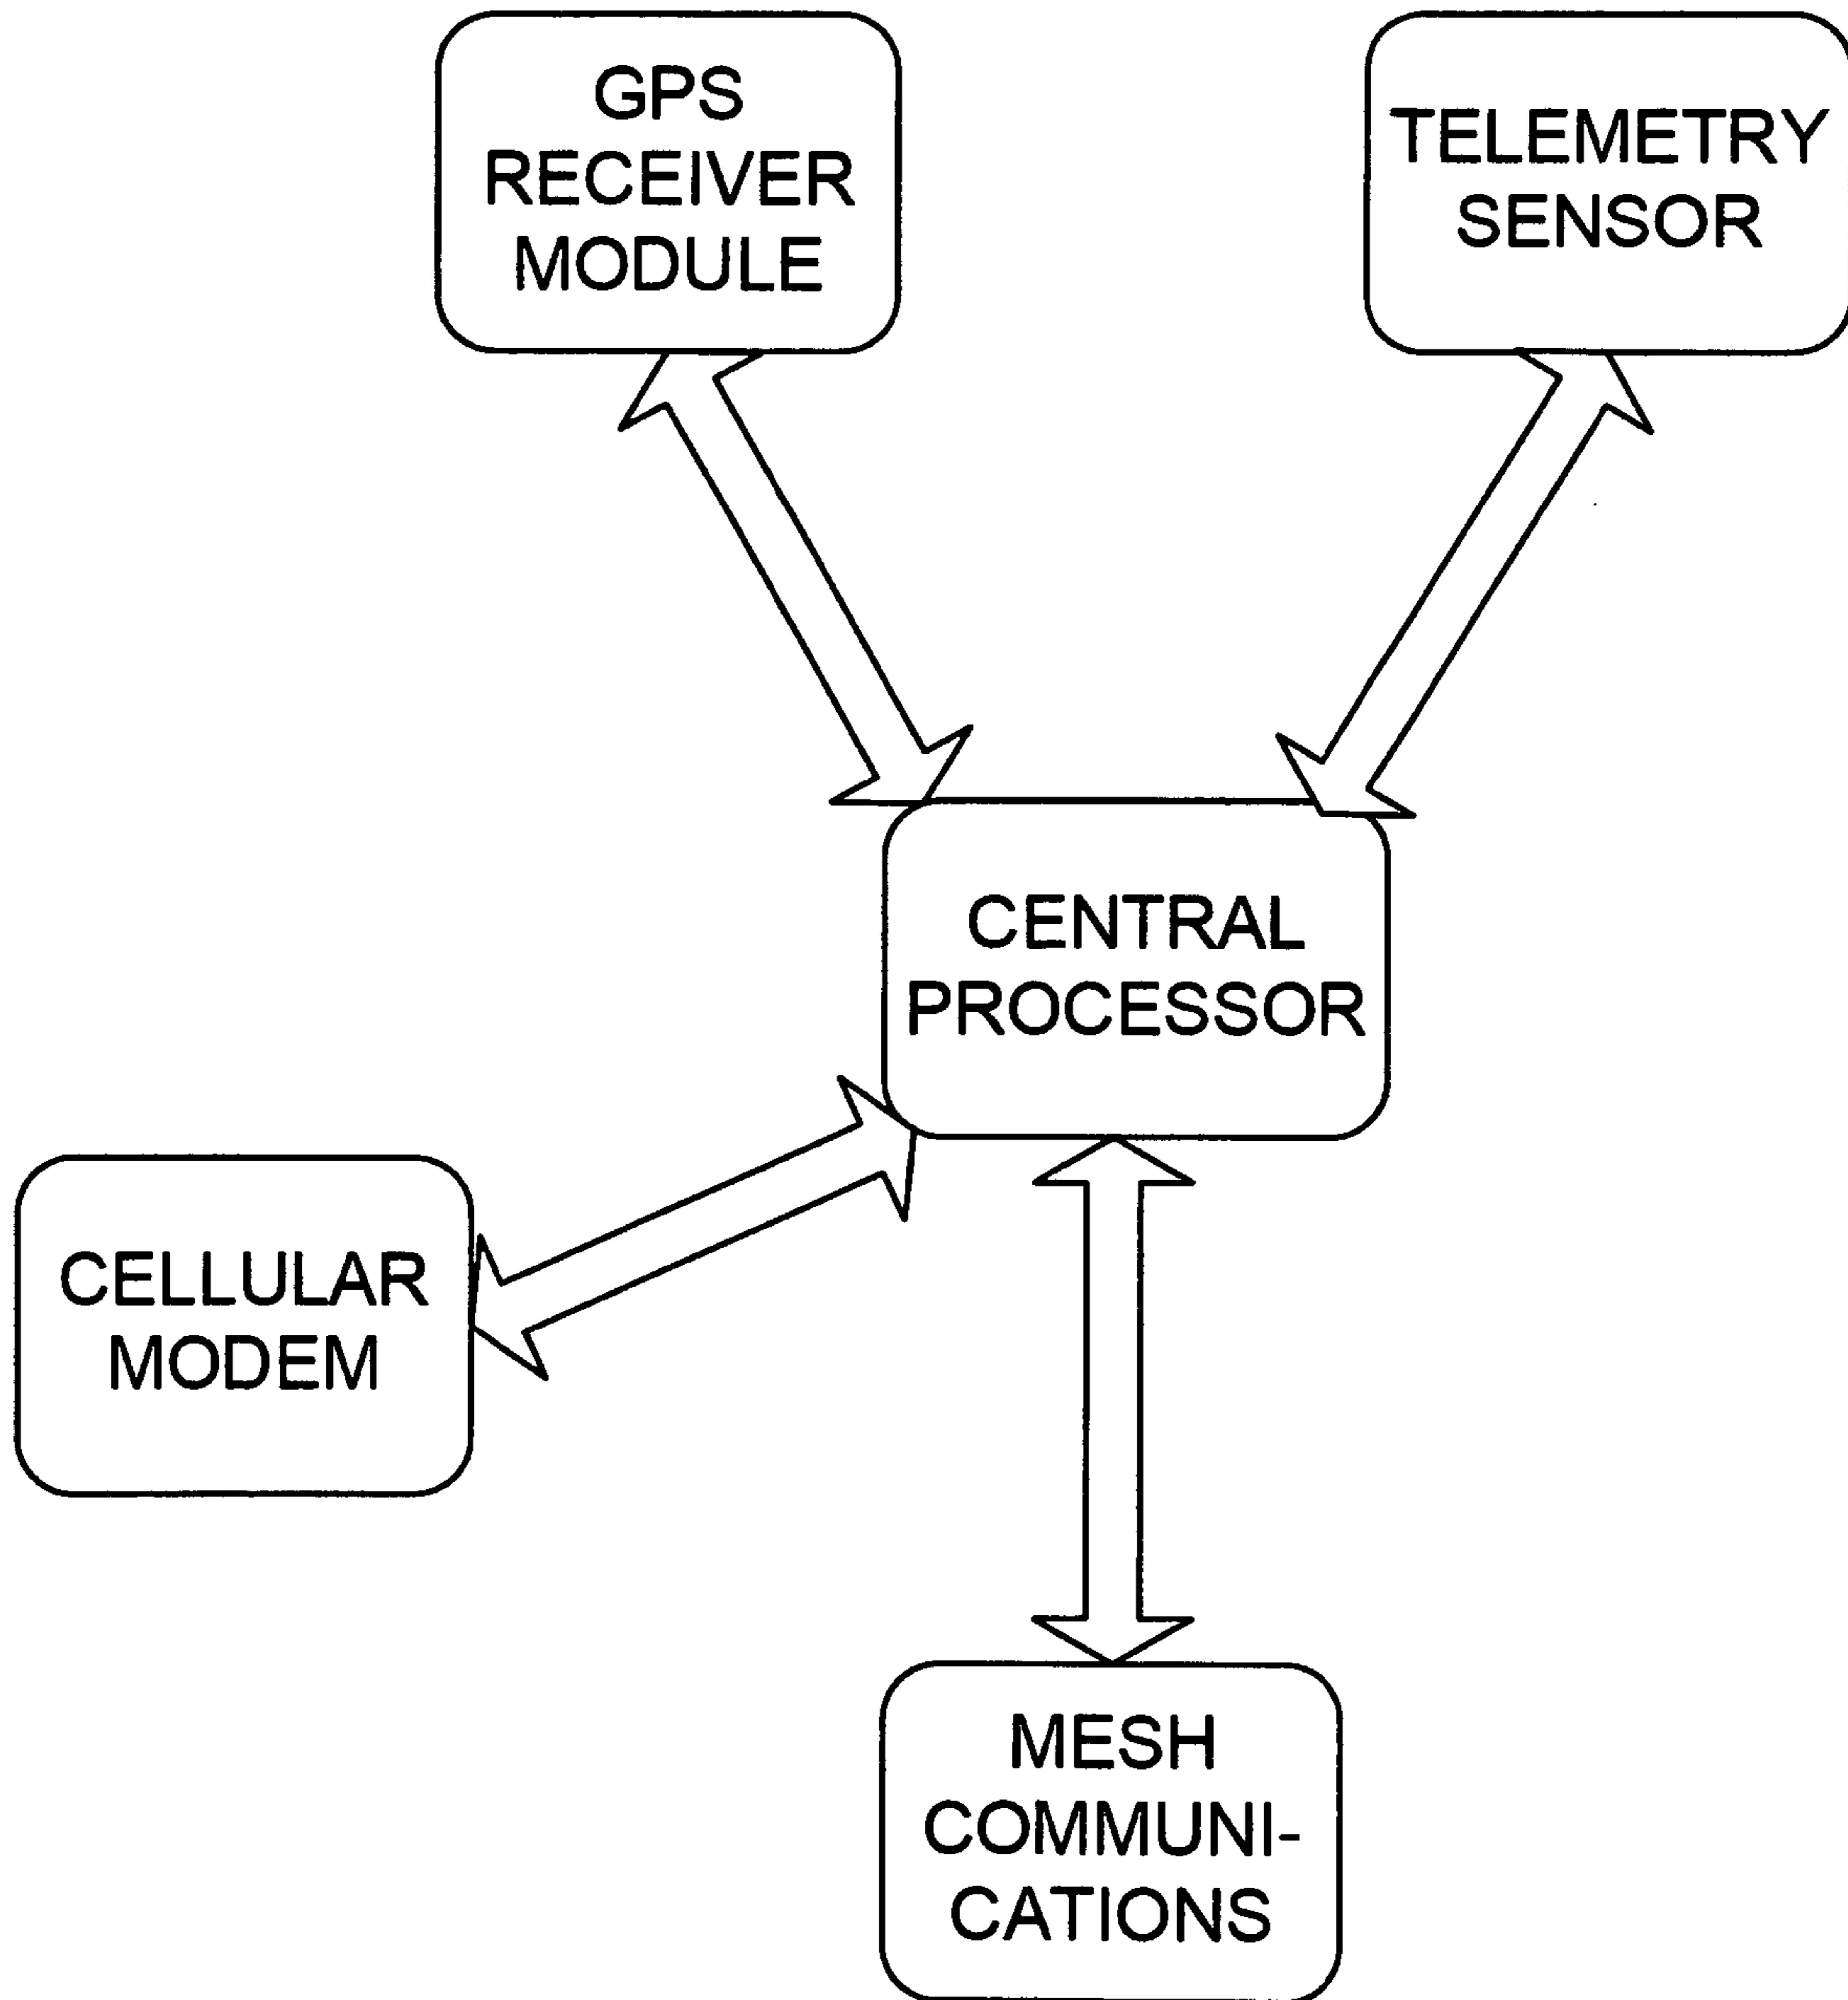 GPS
RECEIVER
MODULE
TELEMETRY
SENSOR
CENTRAL
PROCESSOR
CELLULAR
MODEM
MESH
COMMUNI-
CATIONS